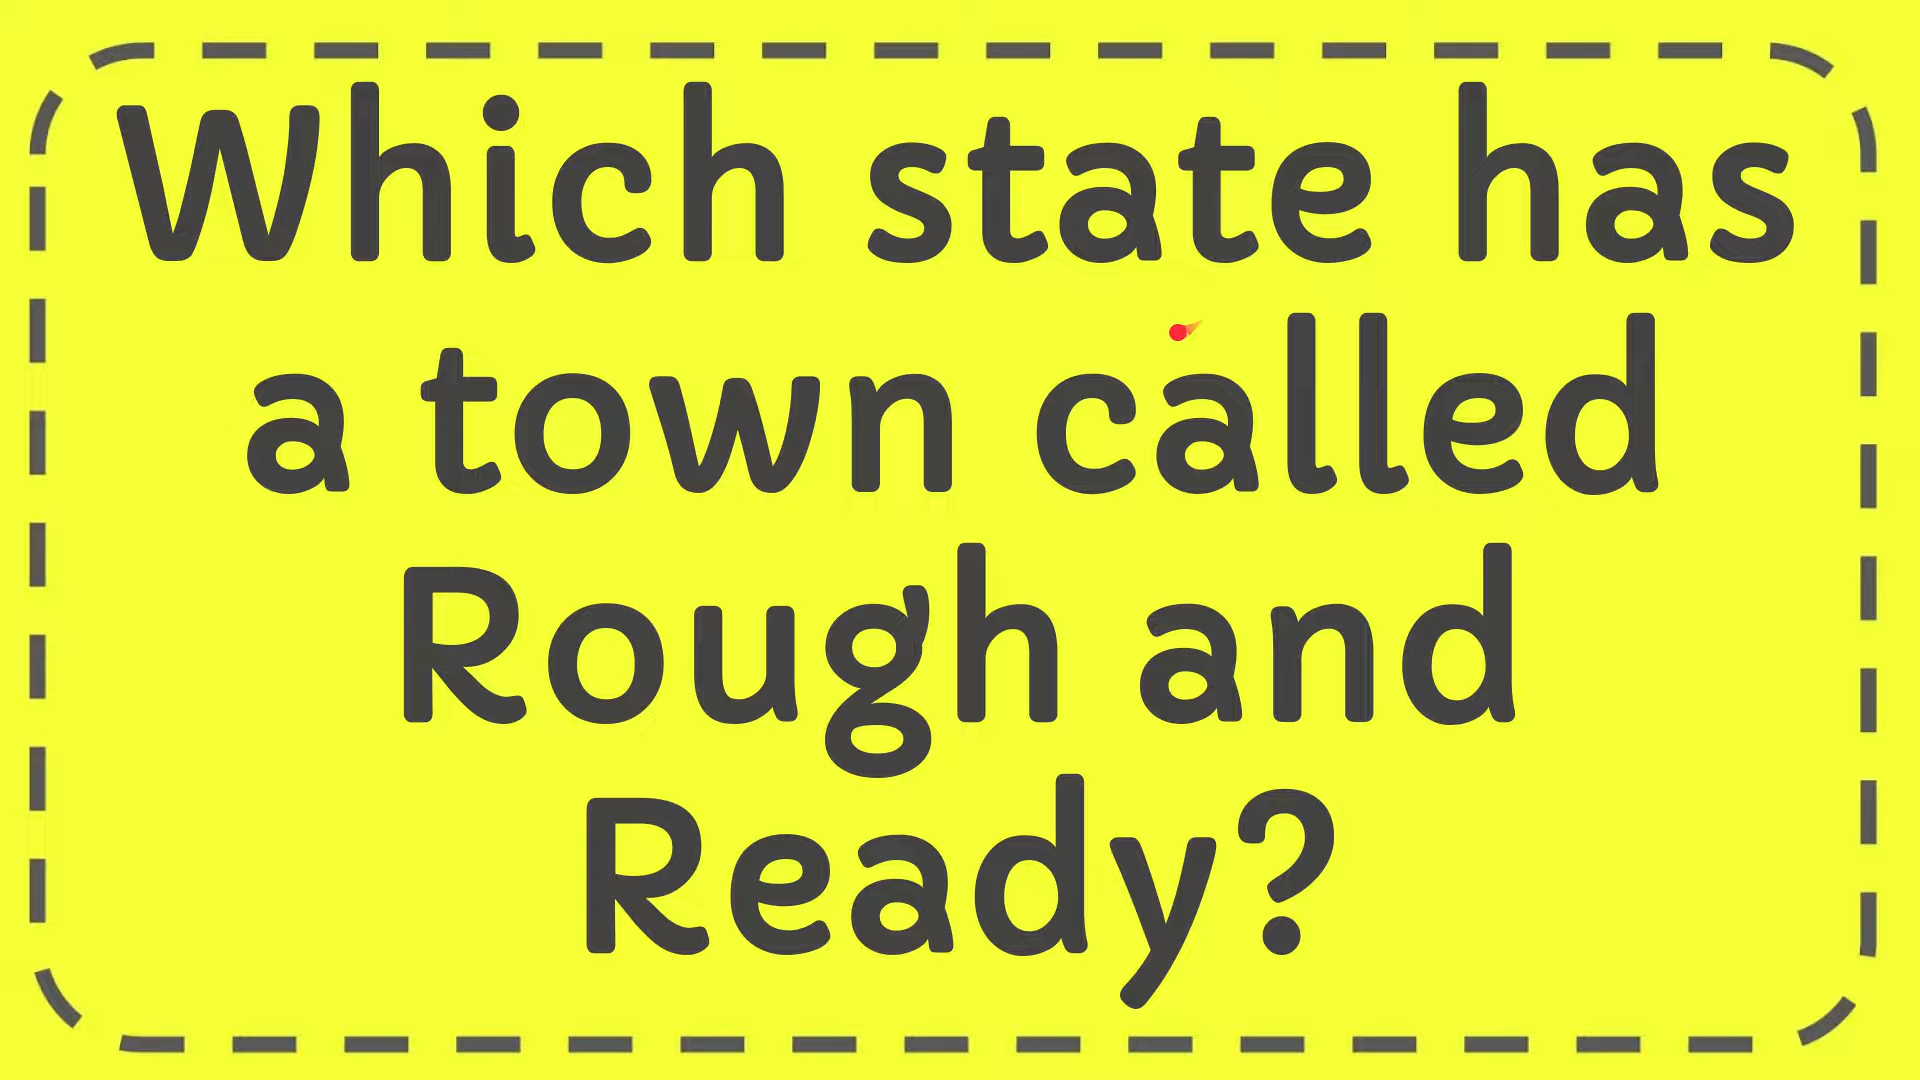 Which state has
a town called
Rough and
Ready?